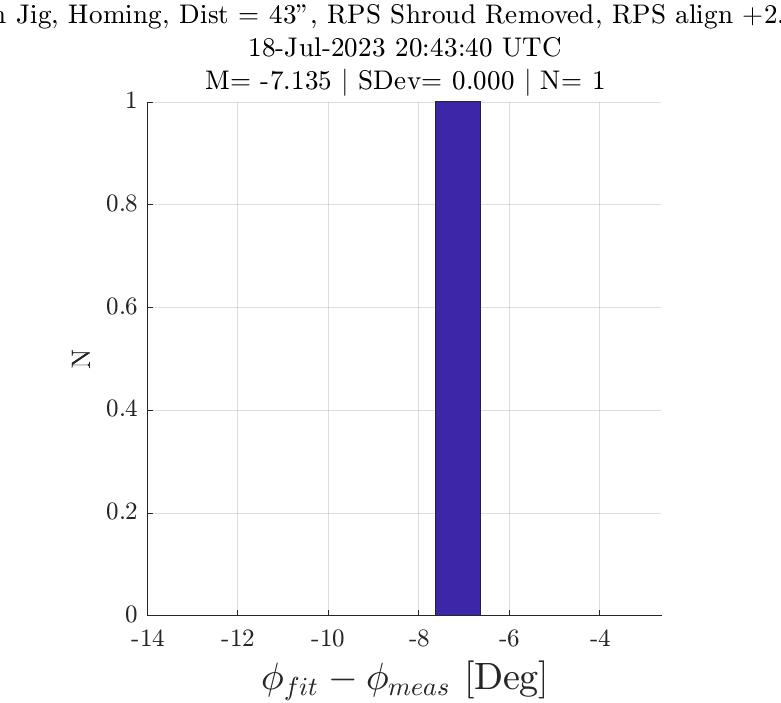 Jig, Homing, Dist = 43”, RPS Shroud Removed, RPS align +2.
18-Jul-2023 20:43:40 UTC
M= -7.135 | SDev= 0.000 | N= 1
1
0.8
0.6
0.4
0.2
0
N
-14 -12 -10 -8 -6 -4
ϕ_fit − ϕ_meas [Deg]